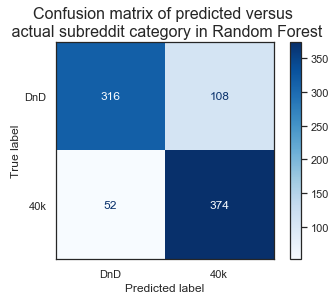 Confusion matrix of predicted versus
actual subreddit category in Random Forest
DnD
316
108
40k
52
374
DnD
40k
True label
Predicted label
350
300
250
200
150
100